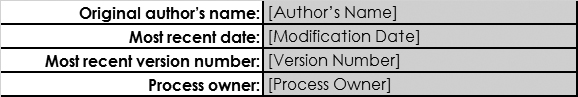 Original author's name: [Author’s Name]
Most recent date: [Modification Date]
Most recent version number: [Version Number]
Process owner: [Process Owner]